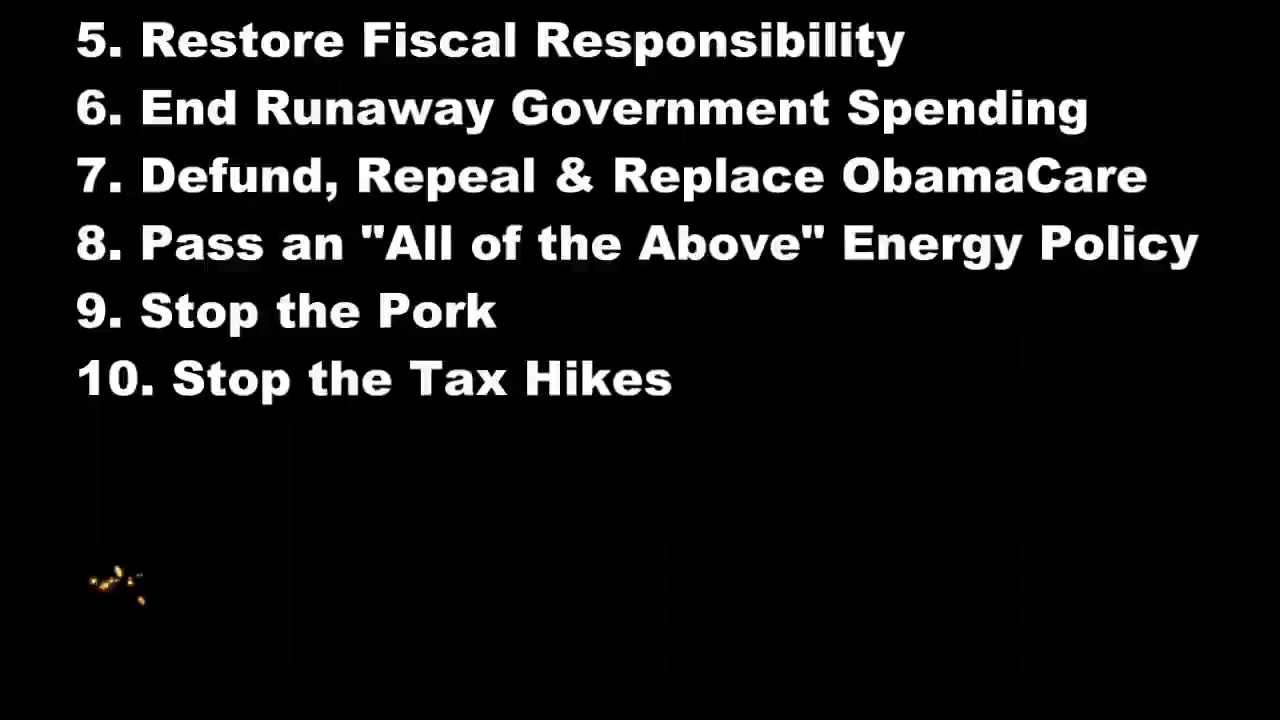 5. Restore Fiscal Responsibility
6. End Runaway Government Spending
7. Defund, Repeal & Replace ObamaCare
8. Pass an "All of the Above" Energy Policy
9. Stop the Pork
10. Stop the Tax Hikes